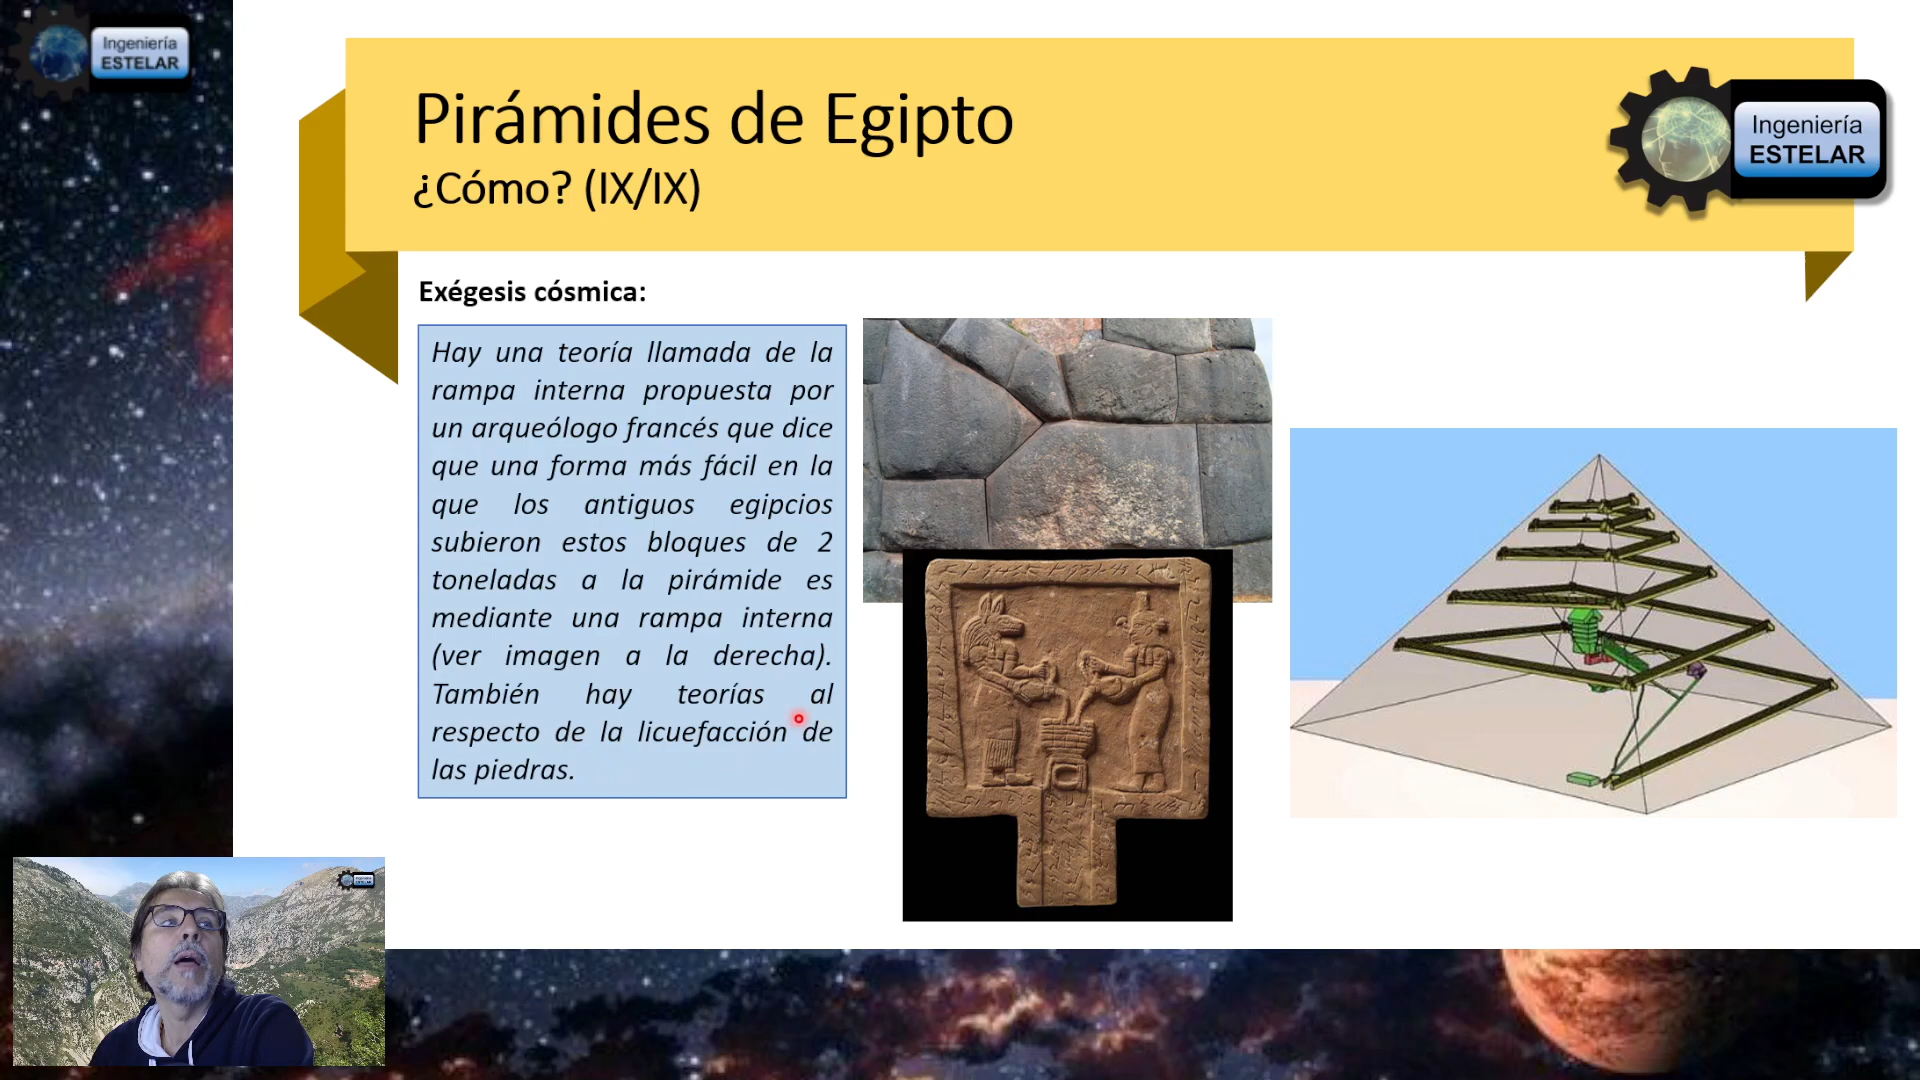 Ingeniería
ESTELAR
Pirámides de Egipto
¿Cómo? (IX/IX)
Ingeniería
ESTELAR
Exégesis cósmica:
Hay una teoría llamada de la
rampa interna propuesta por
un arqueólogo francés que dice
que una forma más fácil en la
que los antiguos egipcios
subieron estos bloques de 2
toneladas a la pirámide es
mediante una rampa interna
(ver imagen a la derecha).
También hay teorías al
respecto de la licuefacción de
las piedras.